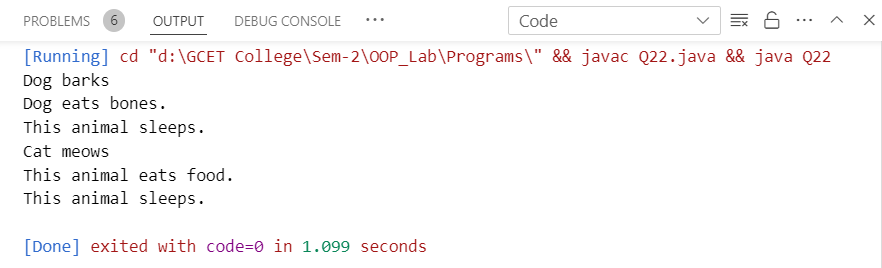 PROBLEMS 6 OUTPUT DEBUG CONSOLE ··· Code ···
[Running] cd "d:\GCET College\Sem-2\OOP_Lab\Programs\" && javac Q22.java && java Q22
Dog barks
Dog eats bones.
This animal sleeps.
Cat meows
This animal eats food.
This animal sleeps.
[Done] exited with code=0 in 1.099 seconds